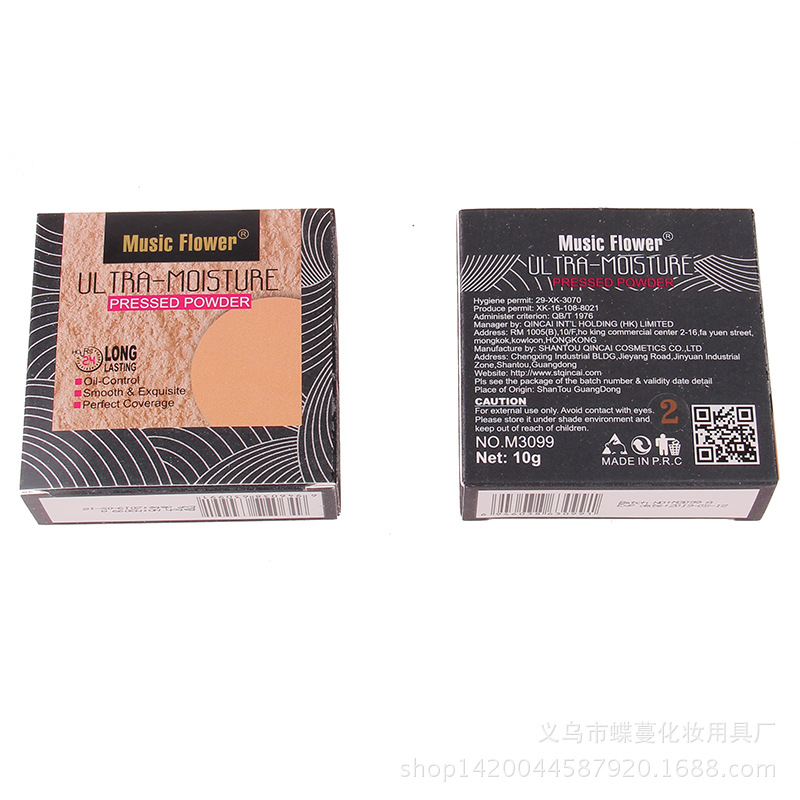 Music Flower®
ULTRA-MOISTURE
PRESSED POWDER
HOURS
24
LONG
LASTING
Oil-Control
Smooth & Exquisite
Perfect Coverage
Music Flower®
ULTRA-MOISTURE
PRESSED POWDER
Hygiene permit: 29-XK-3070
Produce permit: XK-16-108-8021
Administer criterion: QB/T 1976
Manager by: QINCAI INT'L HOLDING (HK) LIMITED
Address: RM 1005(B),10/F,ho king commercial center 2-16,fa yuen street,
mongkok,kowloon,HONGKONG
Manufacture by: SHANTOU QINCAI COSMETICS CO.,LTD
Address: Chengxing Industrial BLDG,Jieyang Road,Jinyuan Industrial
Zone,Shantou,Guangdong
Website: http://www.stqincai.com
Pls see the package of the batch number & validity date detail
Place of Origin: ShanTou GuangDong
CAUTION
For external use only. Avoid contact with eyes.
Please store it under shade environment and
keep out of reach of children.
2
NO.M3099
Net: 10g
MADE IN P.R.C
义乌市蝶蔓化妆用具厂
shop1420044587920.1688.com